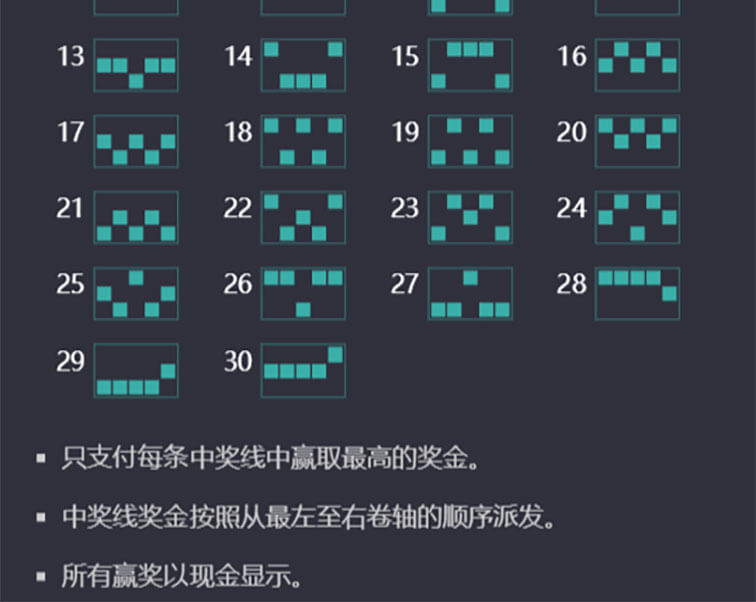 13 14 15 16
17 18 19 20
21 22 23 24
25 26 27 28
29 30
只支付每条中奖线中赢取最高的奖金。
中奖线奖金按照从最左至右卷轴的顺序派发。
所有赢奖以现金显示。